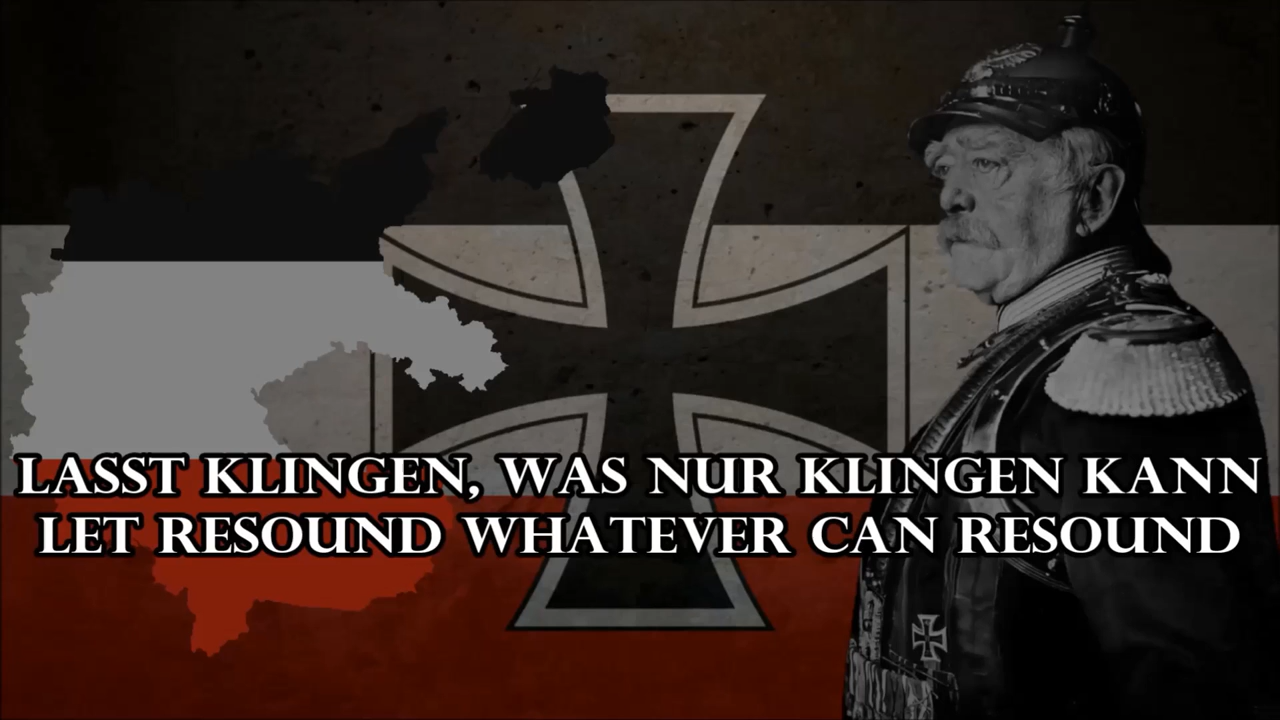 LASST KLINGEN, WAS NUR KLINGEN KANN
LET RESOUND WHATEVER CAN RESOUND